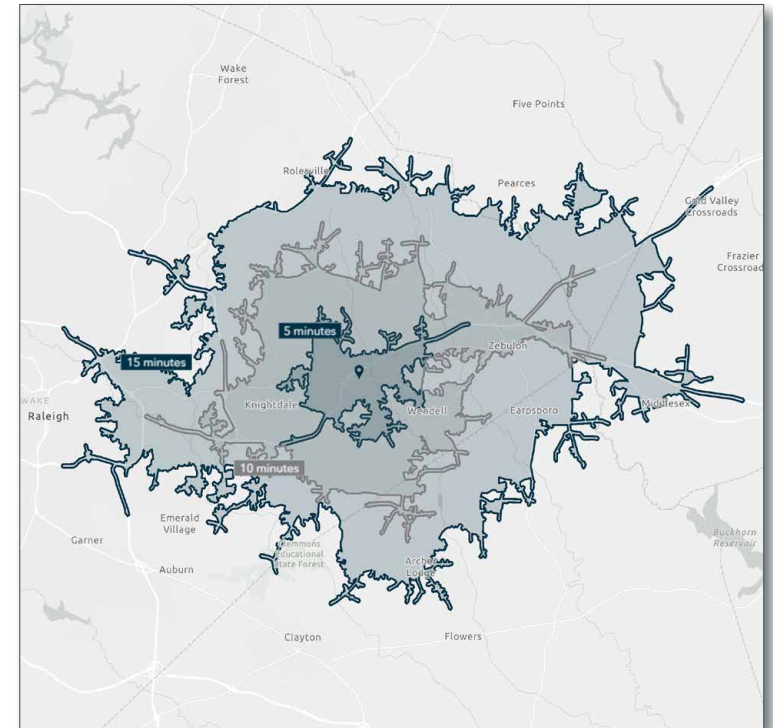 Wake
Forest
Five Points
Rolesville
Pearces
Gold Valley
Crossroads
Frazier
Crossroad
5 minutes
Zebulon
15 minutes
WAKE
Raleigh
Knightdale
Wendell
Earpsboro
Middlesex
10 minutes
Emerald
Village
Garner
Clemmons
Educational
State Forest
Buckhorn
Reservoir
Auburn
Archer
Lodge
Clayton
Flowers